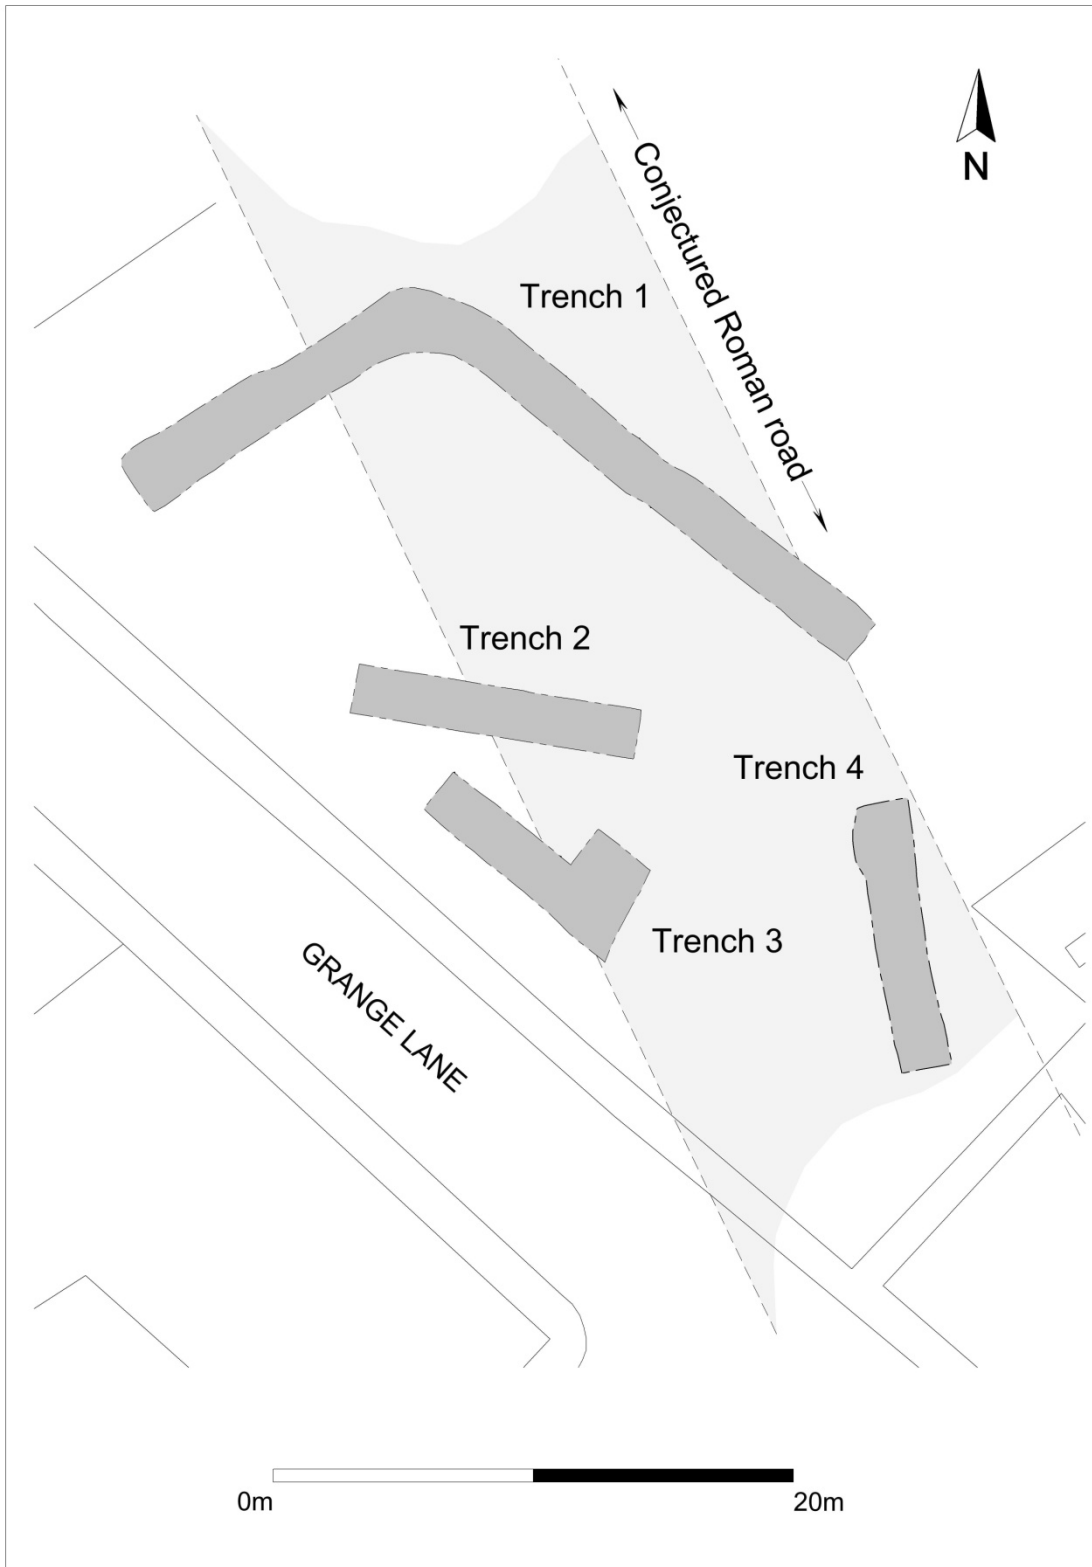 N
Conjectured Roman road
Trench 1
Trench 2
Trench 4
Trench 3
GRANGE LANE
0m
20m